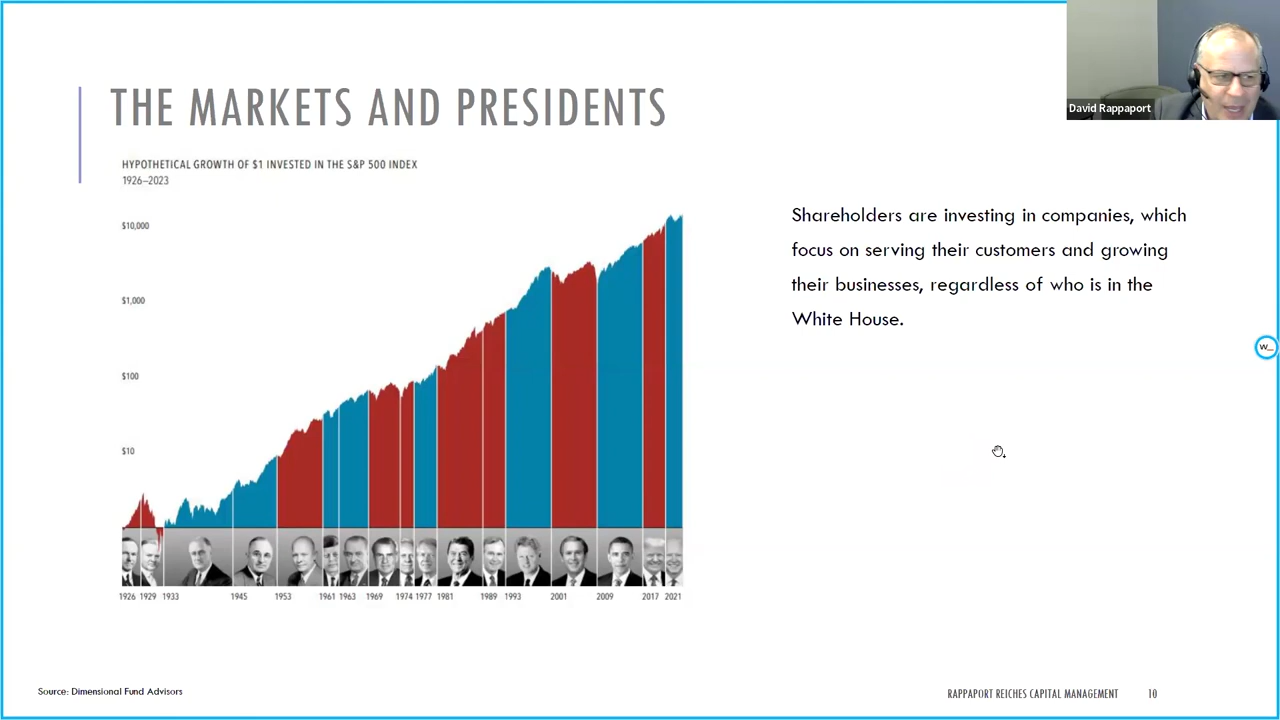 THE MARKETS AND PRESIDENTS
David Rappaport
HYPOTHETICAL GROWTH OF $1 INVESTED IN THE S&P 500 INDEX
1926–2023
$10,000
$1,000
$100
$10
1926 1929 1933 1945 1953 1961 1963 1969 1974 1977 1981 1989 1993 2001 2009 2017 2021
Shareholders are investing in companies, which
focus on serving their customers and growing
their businesses, regardless of who is in the
White House.
W_
Source: Dimensional Fund Advisors
RAPPAPORT REICHES CAPITAL MANAGEMENT 10